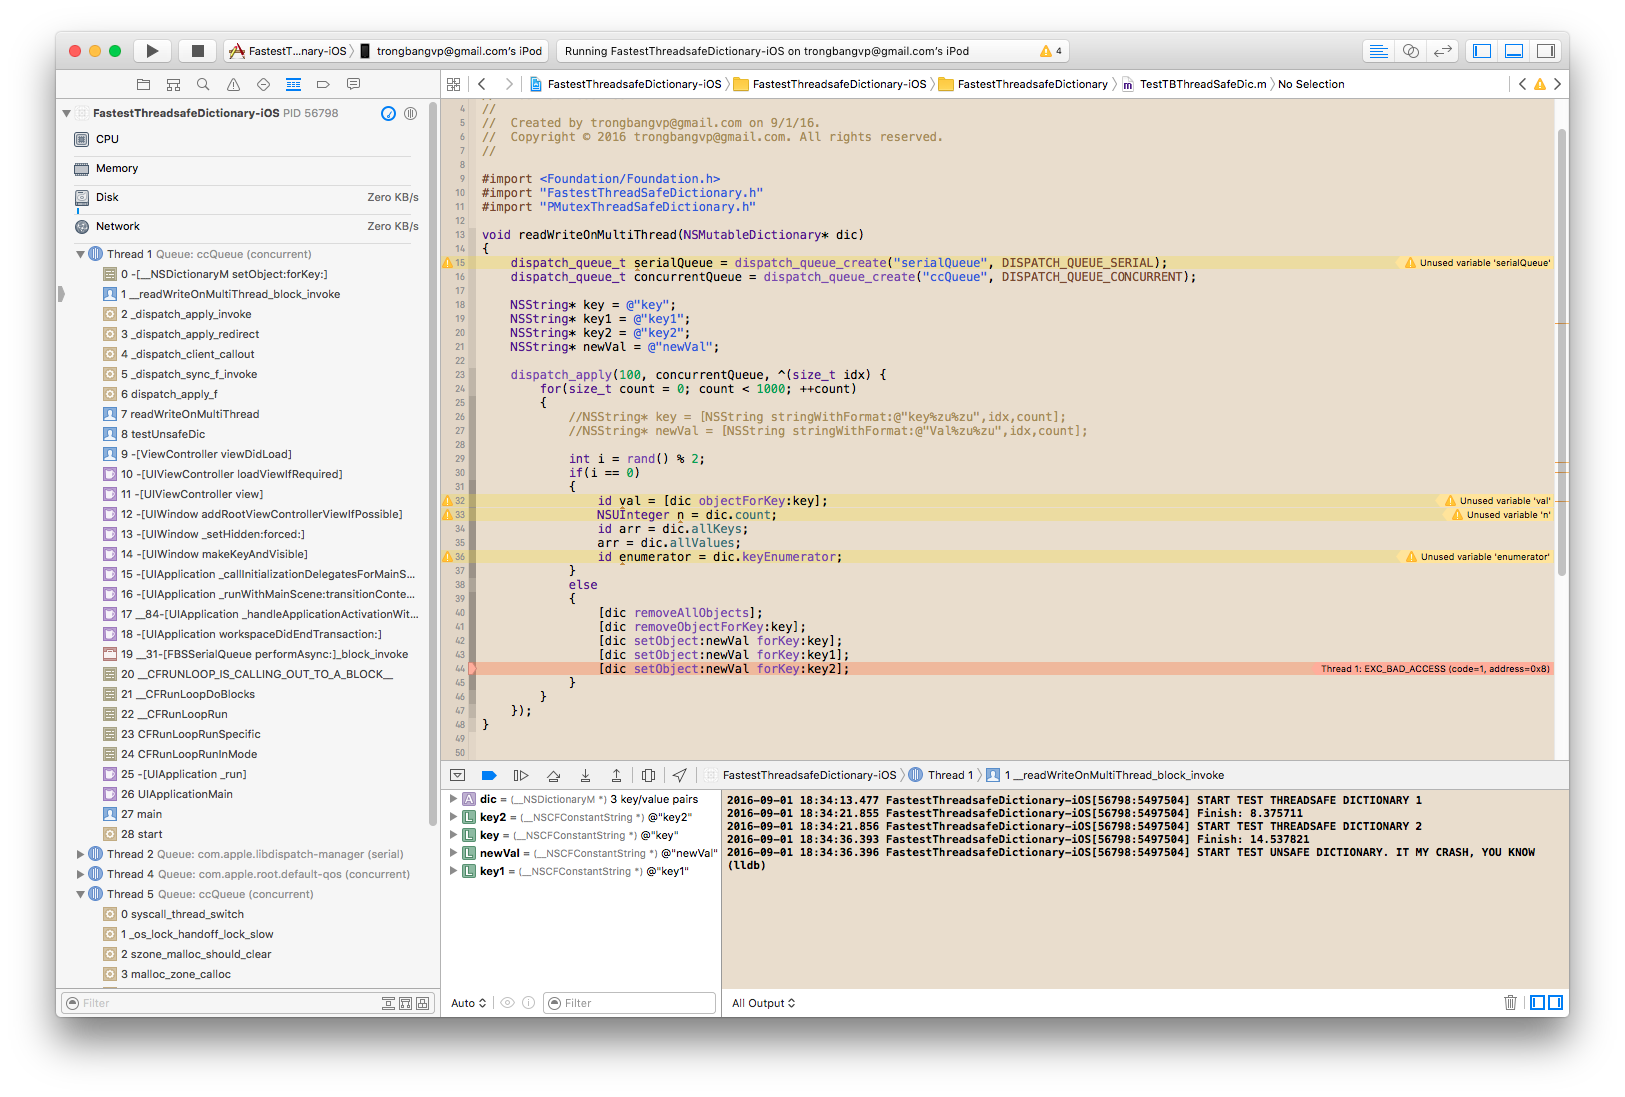 FastestT...nary-iOS
trongbangvp@gmail.com's iPod
Running FastestThreadsafeDictionary-iOS on trongbangvp@gmail.com's iPod
4
FastestThreadsafeDictionary-iOS
FastestThreadsafeDictionary-iOS
FastestThreadsafeDictionary
m TestTBThreadSafeDic.m
No Selection
FastestThreadsafeDictionary-iOS PID 56798
CPU
Memory
Disk Zero KB/s
Network Zero KB/s
Thread 1 Queue: ccQueue (concurrent)
0 -[__NSDictionaryM setObject:forKey:]
1 __readWriteOnMultiThread_block_invoke
2 _dispatch_apply_invoke
3 _dispatch_apply_redirect
4 _dispatch_client_callout
5 _dispatch_sync_f_invoke
6 dispatch_apply_f
7 readWriteOnMultiThread
8 testUnsafeDic
9 -[ViewController viewDidLoad]
10 -[UIViewController loadViewIfRequired]
11 -[UIViewController view]
12 -[UIWindow addRootViewControllerViewIfPossible]
13 -[UIWindow _setHidden:forced:]
14 -[UIWindow makeKeyAndVisible]
15 -[UIApplication _callInitializationDelegatesForMainS...
16 -[UIApplication _runWithMainScene:transitionConte...
17 __84-[UIApplication _handleApplicationActivationWit...
18 -[UIApplication workspaceDidEndTransaction:]
19 __31-[FBSSerialQueue performAsync:]_block_invoke
20 __CFRUNLOOP_IS_CALLING_OUT_TO_A_BLOCK__
21 __CFRunLoopDoBlocks
22 __CFRunLoopRun
23 CFRunLoopRunSpecific
24 CFRunLoopRunInMode
25 -[UIApplication _run]
26 UIApplicationMain
27 main
28 start
Thread 2 Queue: com.apple.libdispatch-manager (serial)
Thread 4 Queue: com.apple.root.default-qos (concurrent)
Thread 5 Queue: ccQueue (concurrent)
0 syscall_thread_switch
1 _os_lock_handoff_lock_slow
2 szone_malloc_should_clear
3 malloc_zone_calloc
Filter
4 //
5 //  Created by trongbangvp@gmail.com on 9/1/16.
6 //  Copyright © 2016 trongbangvp@gmail.com. All rights reserved.
7 //
8
9 #import <Foundation/Foundation.h>
10 #import "FastestThreadSafeDictionary.h"
11 #import "PMutexThreadSafeDictionary.h"
12
13 void readWriteOnMultiThread(NSMutableDictionary* dic)
14 {
15 dispatch_queue_t serialQueue = dispatch_queue_create("serialQueue", DISPATCH_QUEUE_SERIAL); Unused variable 'serialQueue'
16 dispatch_queue_t concurrentQueue = dispatch_queue_create("ccQueue", DISPATCH_QUEUE_CONCURRENT);
17
18 NSString* key = @"key";
19 NSString* key1 = @"key1";
20 NSString* key2 = @"key2";
21 NSString* newVal = @"newVal";
22
23 dispatch_apply(100, concurrentQueue, ^(size_t idx) {
24 for(size_t count = 0; count < 1000; ++count)
25 {
26 //NSString* key = [NSString stringWithFormat:@"key%zu%zu",idx,count];
27 //NSString* newVal = [NSString stringWithFormat:@"Val%zu%zu",idx,count];
28
29 int i = rand() % 2;
30 if(i == 0)
31 {
32 id val = [dic objectForKey:key]; Unused variable 'val'
33 NSUInteger n = dic.count; Unused variable 'n'
34 id arr = dic.allKeys;
35 arr = dic.allValues;
36 id enumerator = dic.keyEnumerator; Unused variable 'enumerator'
37 }
38 else
39 {
40 [dic removeAllObjects];
41 [dic removeObjectForKey:key];
42 [dic setObject:newVal forKey:key];
43 [dic setObject:newVal forKey:key1];
44 [dic setObject:newVal forKey:key2]; Thread 1: EXC_BAD_ACCESS (code=1, address=0x8)
45 }
46 }
47 });
48 }
49
50
FastestThreadsafeDictionary-iOS
Thread 1
1 __readWriteOnMultiThread_block_invoke
A dic = (__NSDictionaryM *) 3 key/value pairs
L key2 = (__NSCFConstantString *) @"key2"
L key = (__NSCFConstantString *) @"key"
L newVal = (__NSCFConstantString *) @"newVal"
L key1 = (__NSCFConstantString *) @"key1"
Auto
Filter
2016-09-01 18:34:13.477 FastestThreadsafeDictionary-iOS[56798:5497504] START TEST THREADSAFE DICTIONARY 1
2016-09-01 18:34:21.855 FastestThreadsafeDictionary-iOS[56798:5497504] Finish: 8.375711
2016-09-01 18:34:21.856 FastestThreadsafeDictionary-iOS[56798:5497504] START TEST THREADSAFE DICTIONARY 2
2016-09-01 18:34:36.393 FastestThreadsafeDictionary-iOS[56798:5497504] Finish: 14.537821
2016-09-01 18:34:36.396 FastestThreadsafeDictionary-iOS[56798:5497504] START TEST UNSAFE DICTIONARY. IT MY CRASH, YOU KNOW
(lldb)
All Output